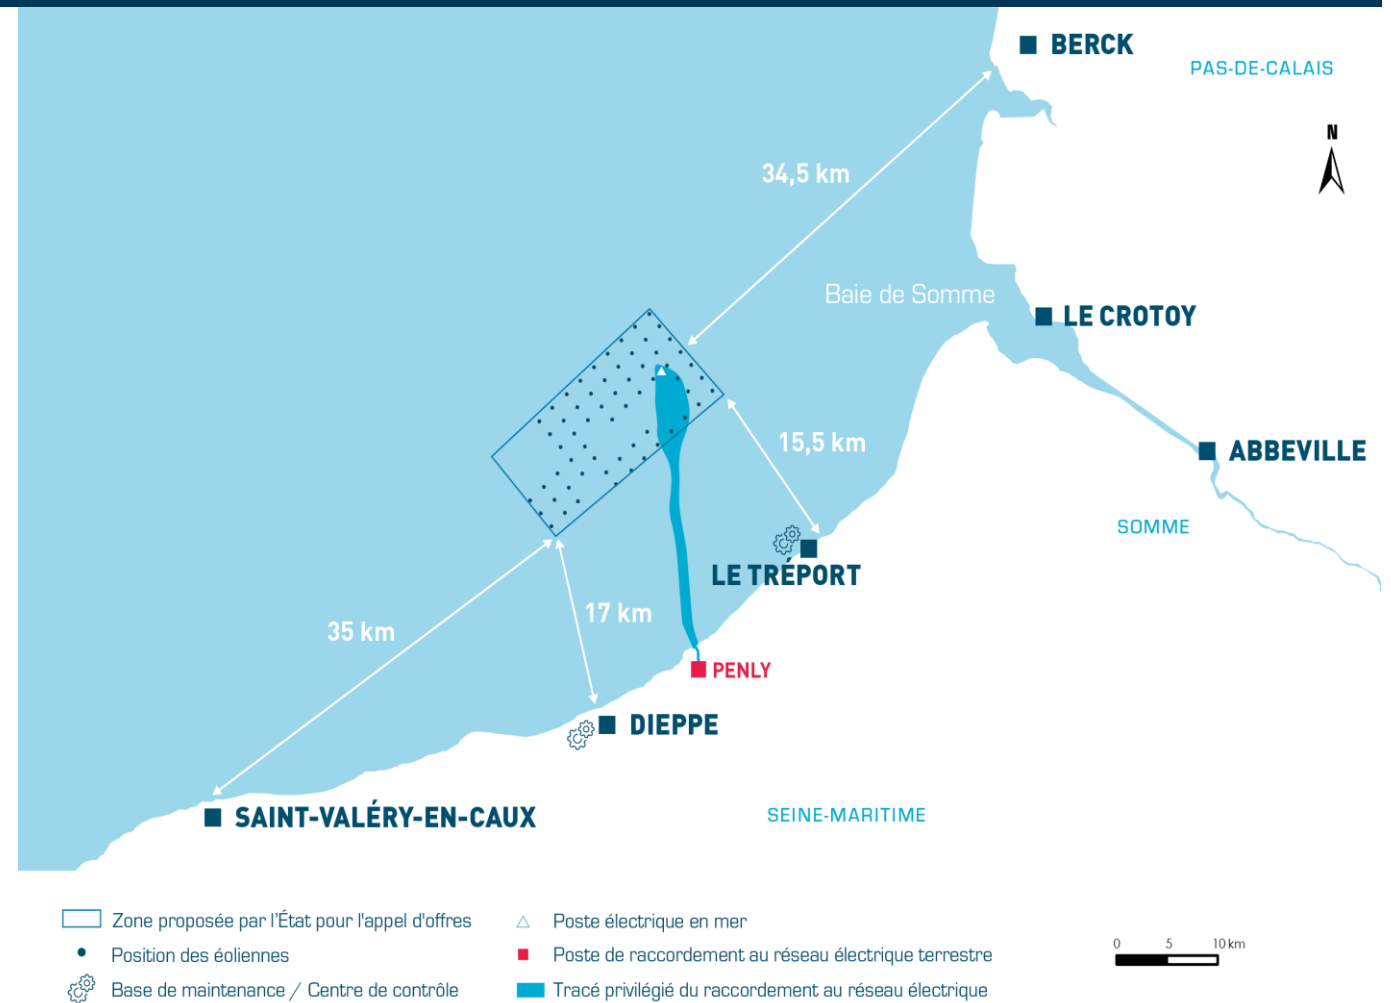 BERCK
PAS-DE-CALAIS
N
34,5 km
Baie de Somme
LE CROTOY
15,5 km
ABBEVILLE
SOMME
LE TRÉPORT
17 km
35 km
PENLY
DIEPPE
SAINT-VALÉRY-EN-CAUX
SEINE-MARITIME
Zone proposée par l'État pour l'appel d'offres
Position des éoliennes
Base de maintenance / Centre de contrôle
Poste électrique en mer
Poste de raccordement au réseau électrique terrestre
Tracé privilégié du raccordement au réseau électrique
0 5 10 km